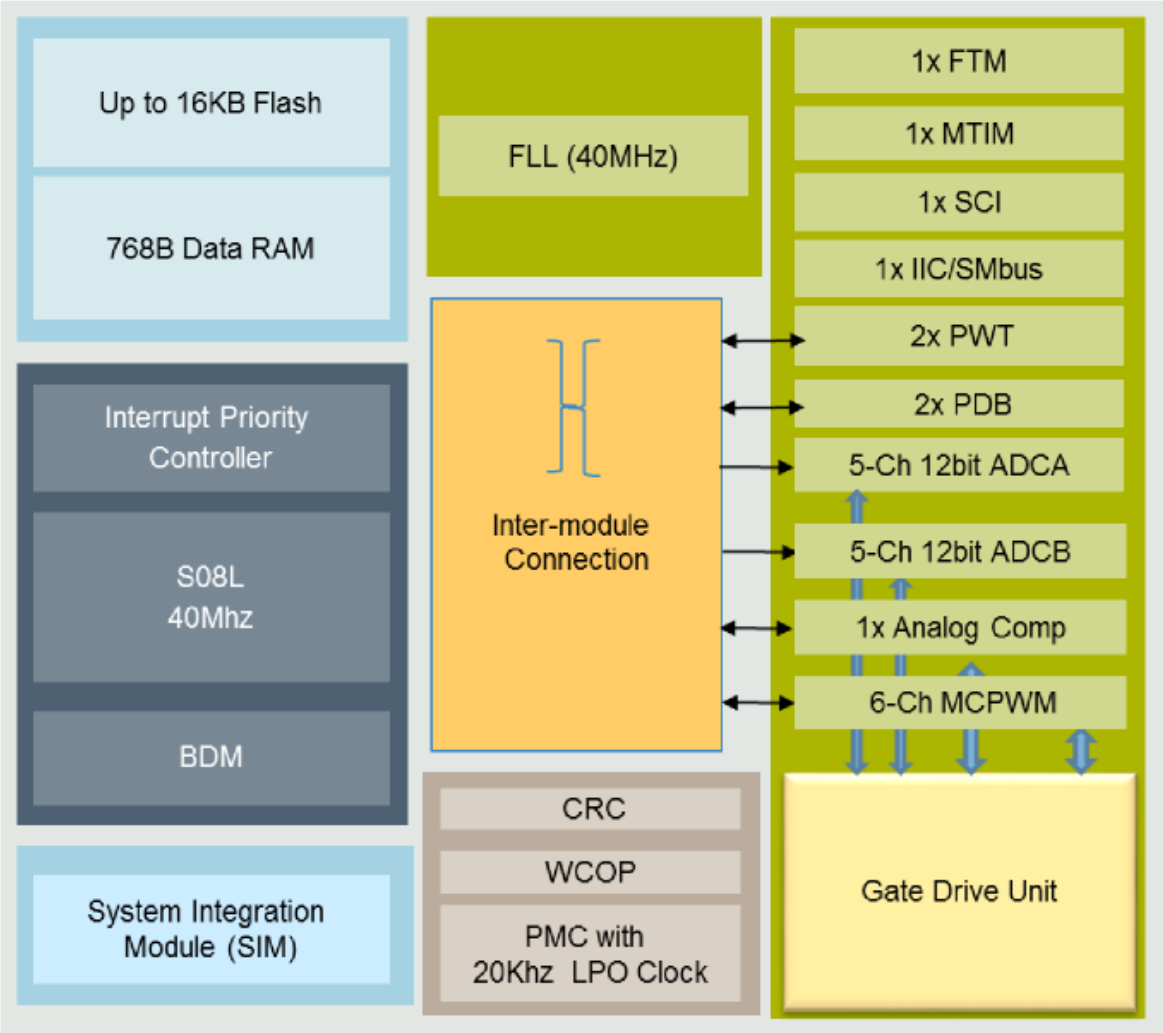 Up to 16KB Flash
768B Data RAM
Interrupt Priority
Controller
S08L
40Mhz
BDM
System Integration
Module (SIM)
FLL (40MHz)
Inter-module
Connection
CRC
WCOP
PMC with
20Khz LPO Clock
1x FTM
1x MTIM
1x SCI
1x IIC/SMbus
2x PWT
2x PDB
5-Ch 12bit ADCA
5-Ch 12bit ADCB
1x Analog Comp
6-Ch MCPWM
Gate Drive Unit